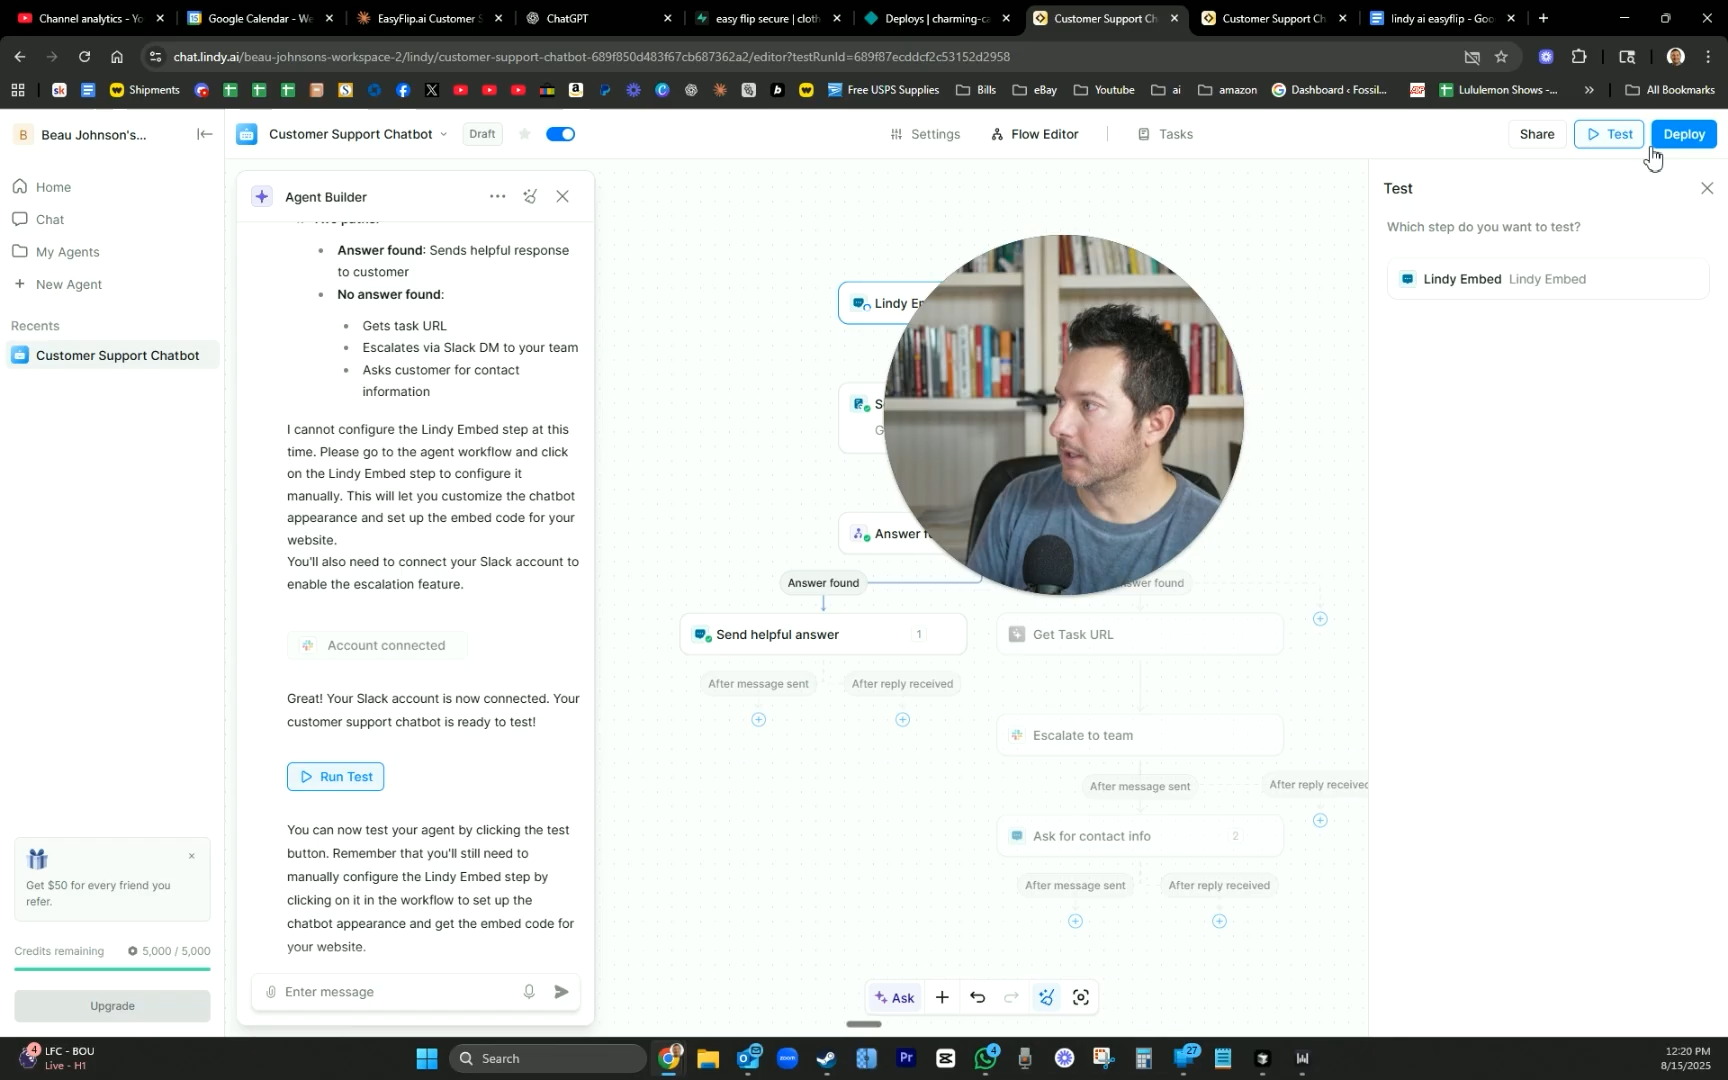 Channel analytics - Yo
Google Calendar - We
EasyFlip.ai Customer S
ChatGPT
easy flip secure | cloth
Deploys | charming-ca
Customer Support Ch
Customer Support Ch
lindy ai easyflip - Goo
chat.lindy.ai/beau-johnsons-workspace-2/lindy/customer-support-chatbot-689f850d483f67cb687362a2/editor?testRunId=689f87ecddcf2c53152d2958
Shipments
Free USPS Supplies
Bills
eBay
Youtube
ai
amazon
Dashboard ‹ Fossil...
Lululemon Shows -...
All Bookmarks
B
Beau Johnson's...
Customer Support Chatbot
Draft
Settings
Flow Editor
Tasks
Share
Test
Deploy
Home
Chat
My Agents
New Agent
Recents
Customer Support Chatbot
Get $50 for every friend you
refer.
Credits remaining
5,000 / 5,000
Upgrade
Agent Builder
Answer found: Sends helpful response
to customer
No answer found:
Gets task URL
Escalates via Slack DM to your team
Asks customer for contact
information
I cannot configure the Lindy Embed step at this
time. Please go to the agent workflow and click
on the Lindy Embed step to configure it
manually. This will let you customize the chatbot
appearance and set up the embed code for your
website.
You'll also need to connect your Slack account to
enable the escalation feature.
Account connected
Great! Your Slack account is now connected. Your
customer support chatbot is ready to test!
Run Test
You can now test your agent by clicking the test
button. Remember that you'll still need to
manually configure the Lindy Embed step by
clicking on it in the workflow to set up the
chatbot appearance and get the embed code for
your website.
Enter message
Lindy Em
S
G
Answer f
Answer found
swer found
Send helpful answer
1
After message sent
After reply received
Get Task URL
Escalate to team
After message sent
After reply received
Ask for contact info
2
After message sent
After reply received
Ask
Test
Which step do you want to test?
Lindy Embed Lindy Embed
4
LFC - BOU
Live - H1
Search
zoom
Pr
4
27
12:20 PM
8/15/2025